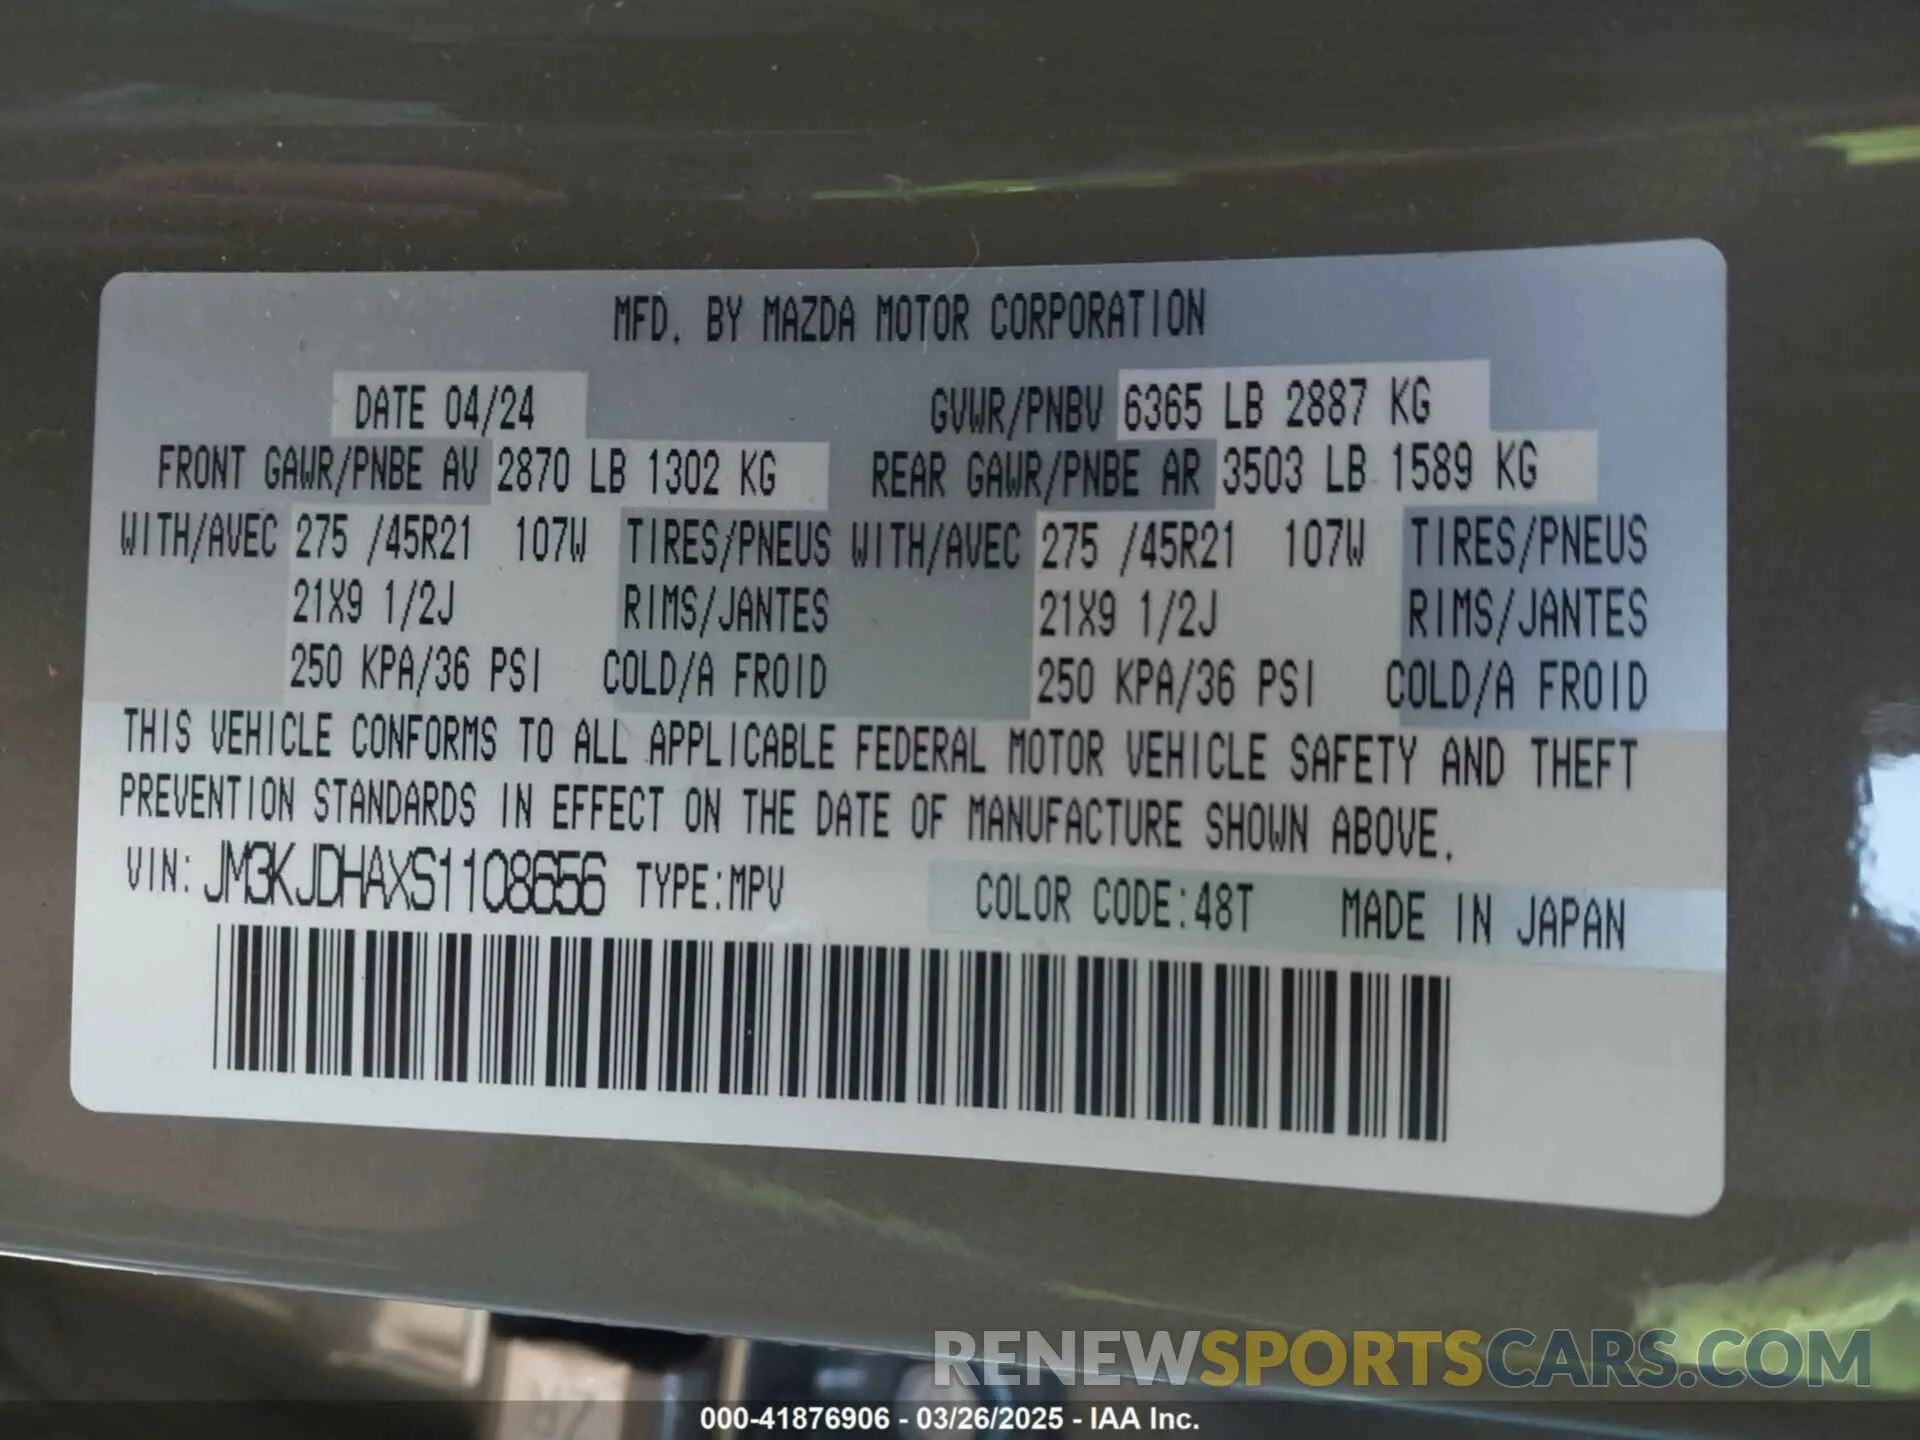 MFD. BY MAZDA MOTOR CORPORATION
DATE 04/24 GVWR/PNBV 6365 LB 2887 KG
FRONT GAWR/PNBE AV 2870 LB 1302 KG REAR GAWR/PNBE AR 3503 LB 1589 KG
WITH/AVEC 275 /45R21 107W TIRES/PNEUS WITH/AVEC 275 /45R21 107W TIRES/PNEUS
21X9 1/2J RIMS/JANTES 21X9 1/2J RIMS/JANTES
250 KPA/36 PSI COLD/A FROID 250 KPA/36 PSI COLD/A FROID
THIS VEHICLE CONFORMS TO ALL APPLICABLE FEDERAL MOTOR VEHICLE SAFETY AND THEFT
PREVENTION STANDARDS IN EFFECT ON THE DATE OF MANUFACTURE SHOWN ABOVE.
VIN: JM3KJDHAXS1108656 TYPE:MPV COLOR CODE:48T MADE IN JAPAN
RENEWSPORTSCARS.COM
000-41876906 - 03/26/2025 - IAA Inc.